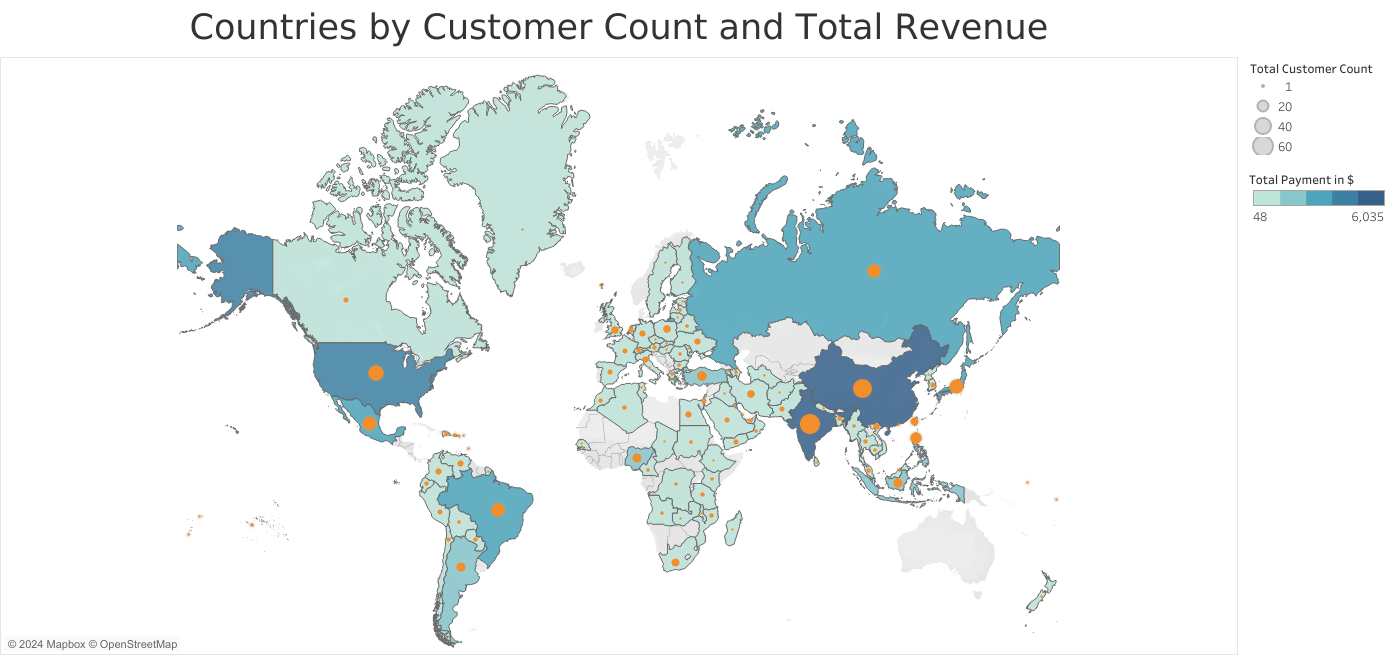 Countries by Customer Count and Total Revenue
Total Customer Count
1
20
40
60
Total Payment in $
48 6,035
© 2024 Mapbox © OpenStreetMap